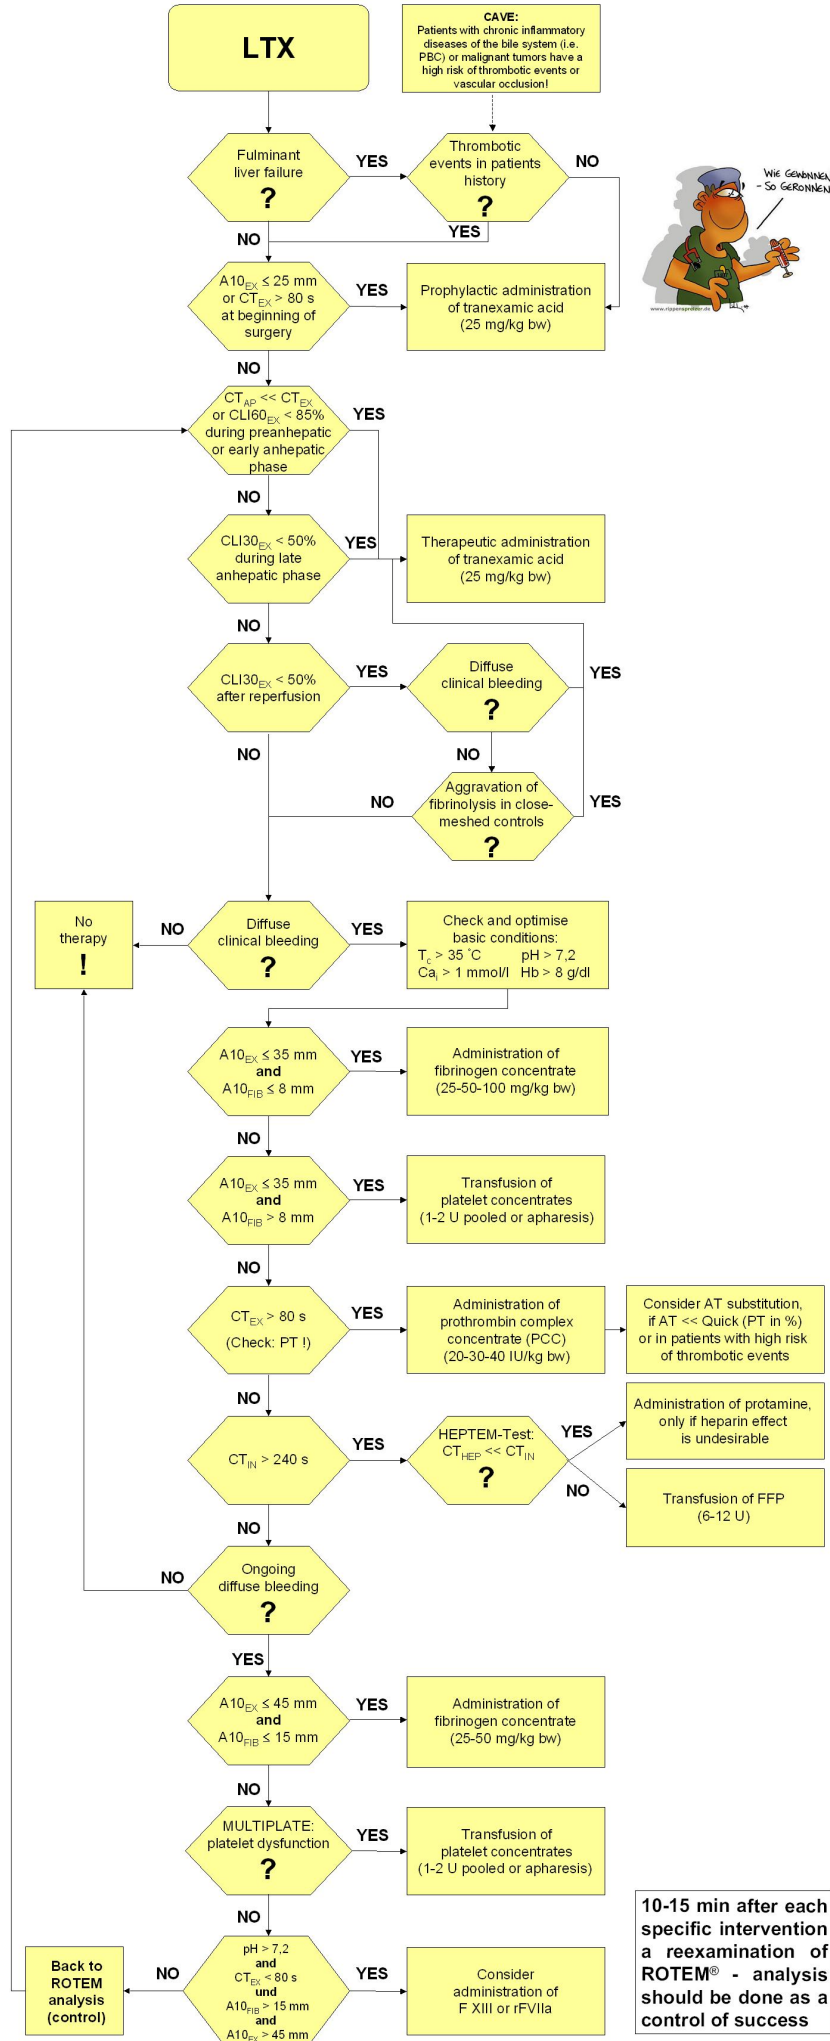 LTX
CAVE:
Patients with chronic inflammatory
diseases of the bile system (i.e.
PBC) or malignant tumors have a
high risk of thrombotic events or
vascular occlusion!
Fulminant
liver failure
?
YES
Thrombotic
events in patients
history
?
NO
WIE GEWONNEN
- SO GERONNEN
www.rippenspreizer.de
NO
YES
A10EX ≤ 25 mm
or CTEX > 80 s
at beginning of
surgery
YES
Prophylactic administration
of tranexamic acid
(25 mg/kg bw)
NO
CTAP << CTEX
or CLI60EX < 85%
during preanhepatic
or early anhepatic
phase
YES
NO
CLI30EX < 50%
during late
anhepatic phase
YES
Therapeutic administration
of tranexamic acid
(25 mg/kg bw)
NO
CLI30EX < 50%
after reperfusion
YES
Diffuse
clinical bleeding
?
YES
NO
NO
Aggravation of
fibrinolysis in close-
meshed controls
?
NO
YES
No
therapy
!
NO
Diffuse
clinical bleeding
?
YES
Check and optimise
basic conditions:
Tc > 35 °C pH > 7,2
Cai > 1 mmol/l Hb > 8 g/dl
A10EX ≤ 35 mm
and
A10FIB ≤ 8 mm
YES
Administration of
fibrinogen concentrate
(25-50-100 mg/kg bw)
NO
A10EX ≤ 35 mm
and
A10FIB > 8 mm
YES
Transfusion of
platelet concentrates
(1-2 U pooled or apharesis)
NO
CTEX > 80 s
(Check: PT !)
YES
Administration of
prothrombin complex
concentrate (PCC)
(20-30-40 IU/kg bw)
Consider AT substitution,
if AT << Quick (PT in %)
or in patients with high risk
of thrombotic events
NO
CTIN > 240 s
YES
HEPTEM-Test:
CTHEP << CTIN
?
YES
Administration of protamine,
only if heparin effect
is undesirable
NO
Transfusion of FFP
(6-12 U)
NO
Ongoing
diffuse bleeding
?
NO
YES
A10EX ≤ 45 mm
and
A10FIB ≤ 15 mm
YES
Administration of
fibrinogen concentrate
(25-50 mg/kg bw)
NO
MULTIPLATE:
platelet dysfunction
?
YES
Transfusion of
platelet concentrates
(1-2 U pooled or apharesis)
NO
pH > 7,2
and
CTEX < 80 s
und
A10FIB > 15 mm
and
A10EX > 45 mm
NO
Back to
ROTEM
analysis
(control)
YES
Consider
administration of
F XIII or rFVIIa
10-15 min after each
specific intervention
a reexamination of
ROTEM® - analysis
should be done as a
control of success